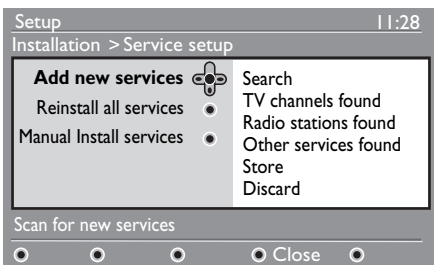 Setup 11:28
Installation > Service setup
Add new services
Reinstall all services
Manual Install services
Search
TV channels found
Radio stations found
Other services found
Store
Discard
Scan for new services
Close